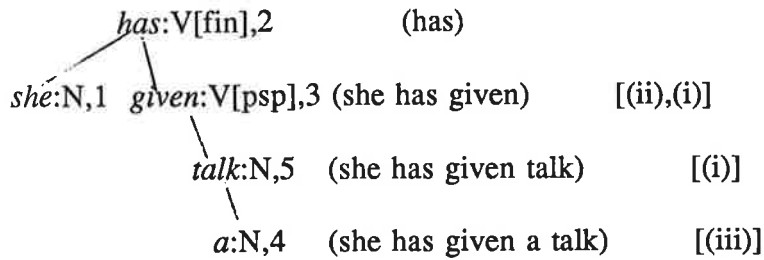 has:V[fin],2 (has)
she:N,1 given:V[psp],3 (she has given) [(ii),(i)]
talk:N,5 (she has given talk) [(i)]
a:N,4 (she has given a talk) [(iii)]